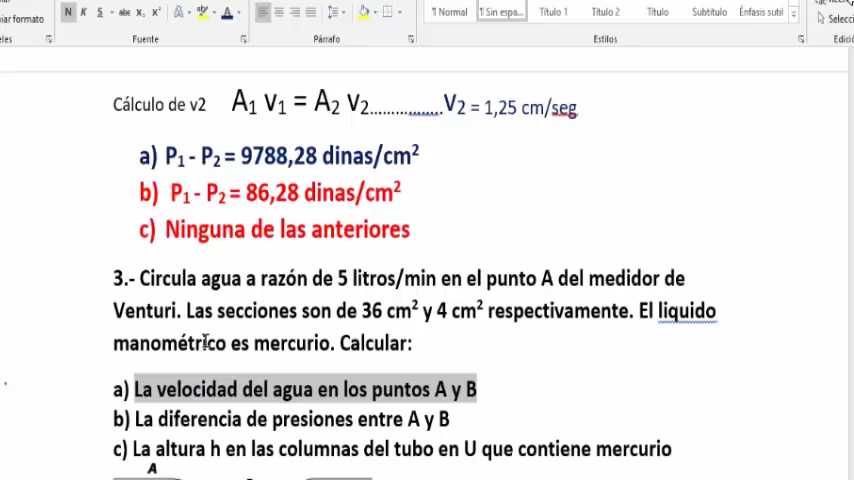 iar formato
N K S abc x₂ x² A aby A
¶ Normal ¶ Sin espa... Título 1 Título 2 Título Subtítulo Énfasis sutil
Selecci
les Fuente Párrafo Estilos Edició
Cálculo de v2 A₁ v₁ = A₂ v₂..................V₂ = 1,25 cm/seg
a) P₁ - P₂ = 9788,28 dinas/cm²
b) P₁ - P₂ = 86,28 dinas/cm²
c) Ninguna de las anteriores
3.- Circula agua a razón de 5 litros/min en el punto A del medidor de
Venturi. Las secciones son de 36 cm² y 4 cm² respectivamente. El liquido
manométrico es mercurio. Calcular:
a) La velocidad del agua en los puntos A y B
b) La diferencia de presiones entre A y B
c) La altura h en las columnas del tubo en U que contiene mercurio
A